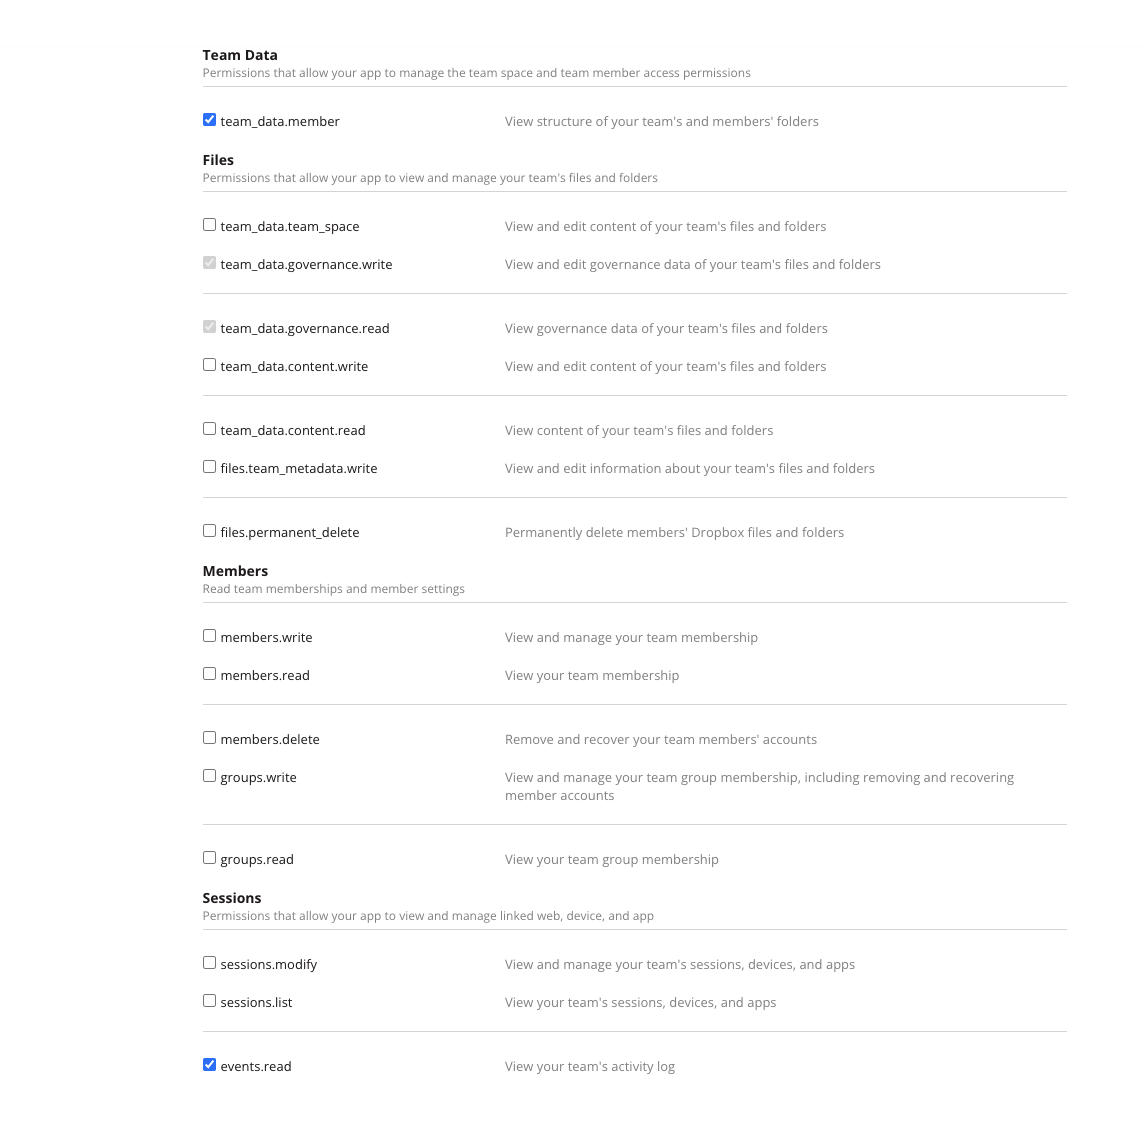 Team Data
Permissions that allow your app to manage the team space and team member access permissions
team_data.member View structure of your team's and members' folders
Files
Permissions that allow your app to view and manage your team's files and folders
team_data.team_space View and edit content of your team's files and folders
team_data.governance.write View and edit governance data of your team's files and folders
team_data.governance.read View governance data of your team's files and folders
team_data.content.write View and edit content of your team's files and folders
team_data.content.read View content of your team's files and folders
files.team_metadata.write View and edit information about your team's files and folders
files.permanent_delete Permanently delete members' Dropbox files and folders
Members
Read team memberships and member settings
members.write View and manage your team membership
members.read View your team membership
members.delete Remove and recover your team members' accounts
groups.write View and manage your team group membership, including removing and recovering
member accounts
groups.read View your team group membership
Sessions
Permissions that allow your app to view and manage linked web, device, and app
sessions.modify View and manage your team's sessions, devices, and apps
sessions.list View your team's sessions, devices, and apps
events.read View your team's activity log